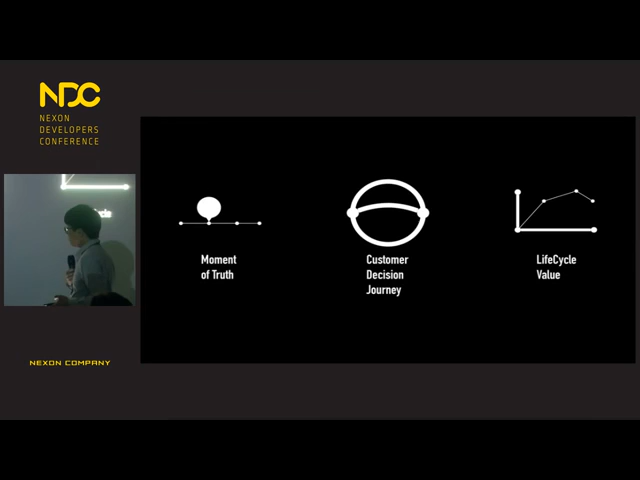 NDC
NEXON
DEVELOPERS
CONFERENCE
Moment
of Truth
Customer
Decision
Journey
LifeCycle
Value
NEXON COMPANY